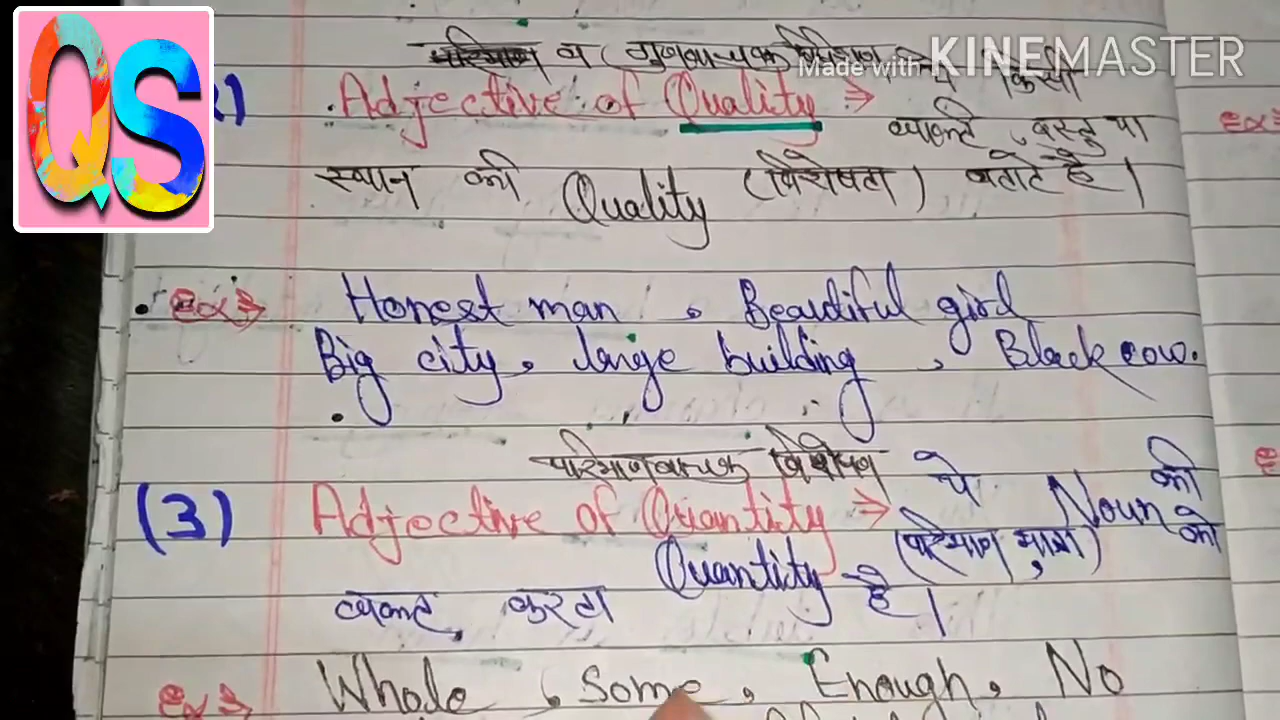 QS
Made with KINEMASTER
व (गुणवाचक विशेषण ये किसी
2) Adjective of Quality ⇒
व्यक्ति, वस्तु या
स्थान की Quality (विशेषता) बताते है।
ex⇒ Honest man, Beautiful girl
Big city, large building, Black cow.
परिमाणवाचक विशेषण ये Noun की
(3) Adjective of Quantity ⇒ को
Quantity (परिमाण, मात्रा)
व्यक्त करता है।
ex⇒ Whole, Some, Enough, No